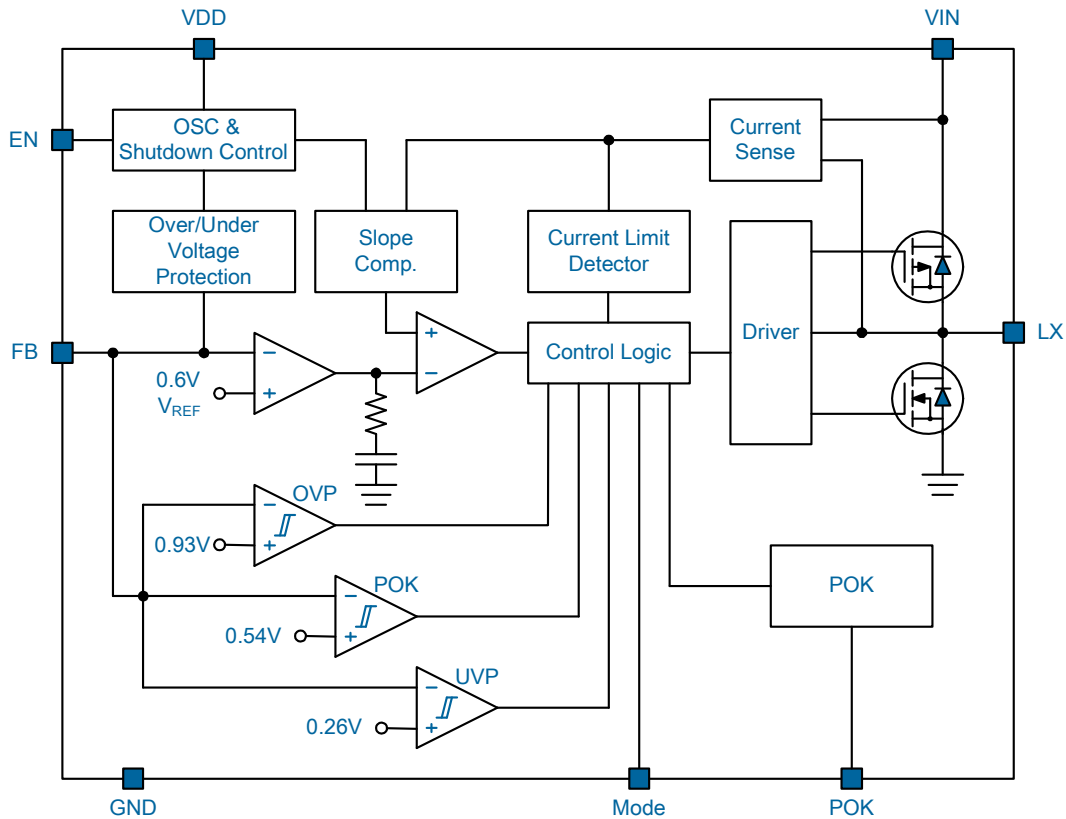 VDD
VIN
EN
OSC &
Shutdown Control
Current
Sense
Over/Under
Voltage
Protection
Slope
Comp.
Current Limit
Detector
FB
+
−
Driver
LX
Control Logic
−
+
0.6V
VREF
OVP
−
+
0.93V
POK
−
+
0.54V
POK
UVP
−
+
0.26V
GND
Mode
POK